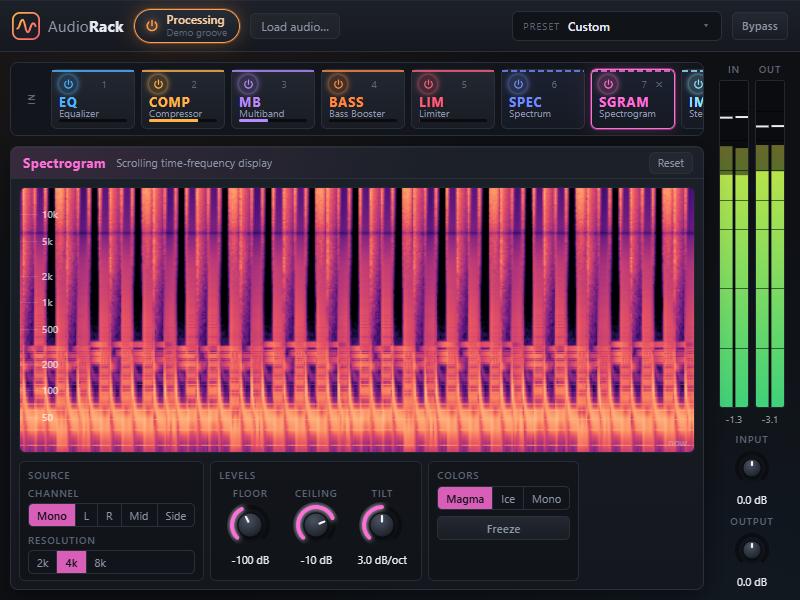 AudioRack
Processing
Demo groove
Load audio...
PRESET Custom
Bypass
IN
1
EQ
Equalizer
2
COMP
Compressor
3
MB
Multiband
4
BASS
Bass Booster
5
LIM
Limiter
6
SPEC
Spectrum
7 ×
SGRAM
Spectrogram
IM
Ste
IN OUT
Spectrogram Scrolling time-frequency display
Reset
10k
5k
2k
1k
500
200
100
50
now
SOURCE
CHANNEL
Mono L R Mid Side
RESOLUTION
2k 4k 8k
LEVELS
FLOOR CEILING TILT
-100 dB -10 dB 3.0 dB/oct
COLORS
Magma Ice Mono
Freeze
-1.3 -3.1
INPUT
0.0 dB
OUTPUT
0.0 dB